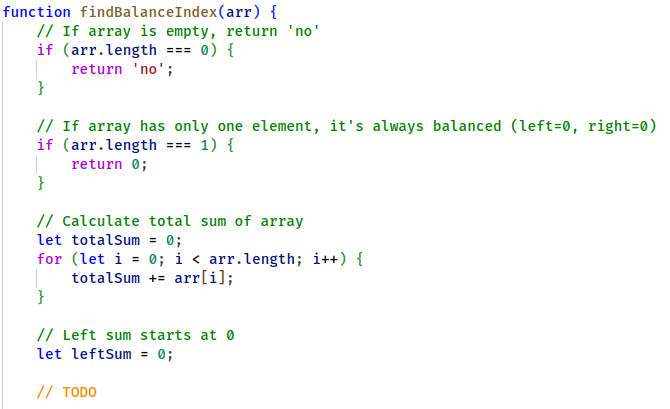 function findBalanceIndex(arr) {
    // If array is empty, return 'no'
    if (arr.length === 0) {
        return 'no';
    }

    // If array has only one element, it's always balanced (left=0, right=0)
    if (arr.length === 1) {
        return 0;
    }

    // Calculate total sum of array
    let totalSum = 0;
    for (let i = 0; i < arr.length; i++) {
        totalSum += arr[i];
    }

    // Left sum starts at 0
    let leftSum = 0;

    // TODO